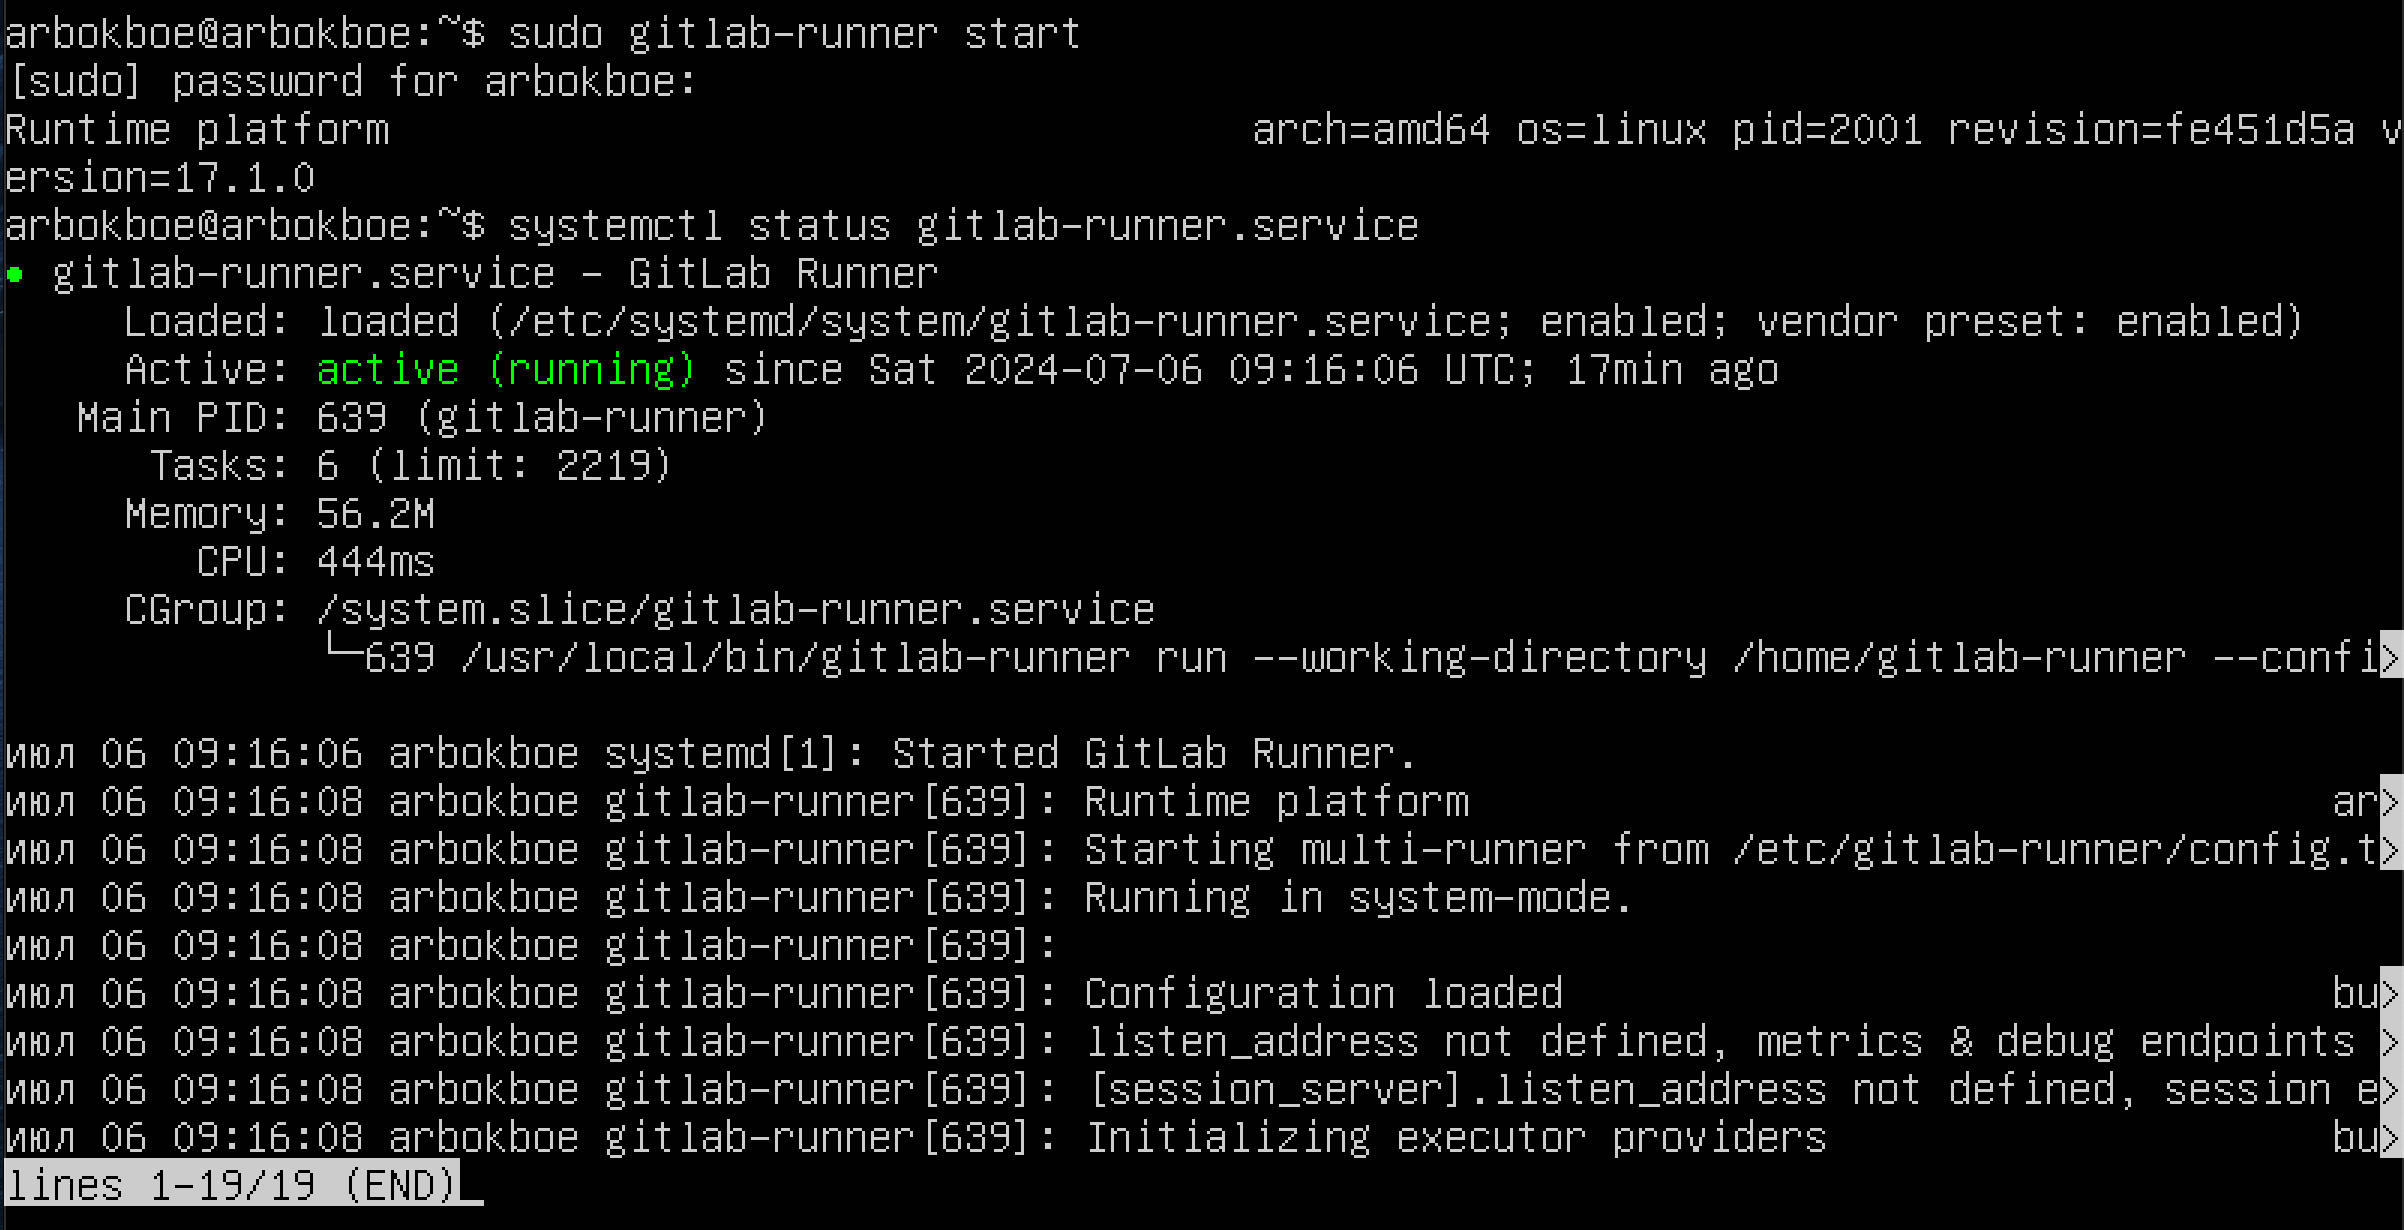 arbokboe@arbokboe:~$ sudo gitlab-runner start
[sudo] password for arbokboe:
Runtime platform                                    arch=amd64 os=linux pid=2001 revision=fe451d5a v
ersion=17.1.0
arbokboe@arbokboe:~$ systemctl status gitlab-runner.service
● gitlab-runner.service - GitLab Runner
     Loaded: loaded (/etc/systemd/system/gitlab-runner.service; enabled; vendor preset: enabled)
     Active: active (running) since Sat 2024-07-06 09:16:06 UTC; 17min ago
   Main PID: 639 (gitlab-runner)
      Tasks: 6 (limit: 2219)
     Memory: 56.2M
        CPU: 444ms
     CGroup: /system.slice/gitlab-runner.service
             └─639 /usr/local/bin/gitlab-runner run --working-directory /home/gitlab-runner --confi>

июл 06 09:16:06 arbokboe systemd[1]: Started GitLab Runner.
июл 06 09:16:08 arbokboe gitlab-runner[639]: Runtime platform                                    ar>
июл 06 09:16:08 arbokboe gitlab-runner[639]: Starting multi-runner from /etc/gitlab-runner/config.t>
июл 06 09:16:08 arbokboe gitlab-runner[639]: Running in system-mode.
июл 06 09:16:08 arbokboe gitlab-runner[639]:
июл 06 09:16:08 arbokboe gitlab-runner[639]: Configuration loaded                                bu>
июл 06 09:16:08 arbokboe gitlab-runner[639]: listen_address not defined, metrics & debug endpoints >
июл 06 09:16:08 arbokboe gitlab-runner[639]: [session_server].listen_address not defined, session e>
июл 06 09:16:08 arbokboe gitlab-runner[639]: Initializing executor providers                     bu>
lines 1-19/19 (END)